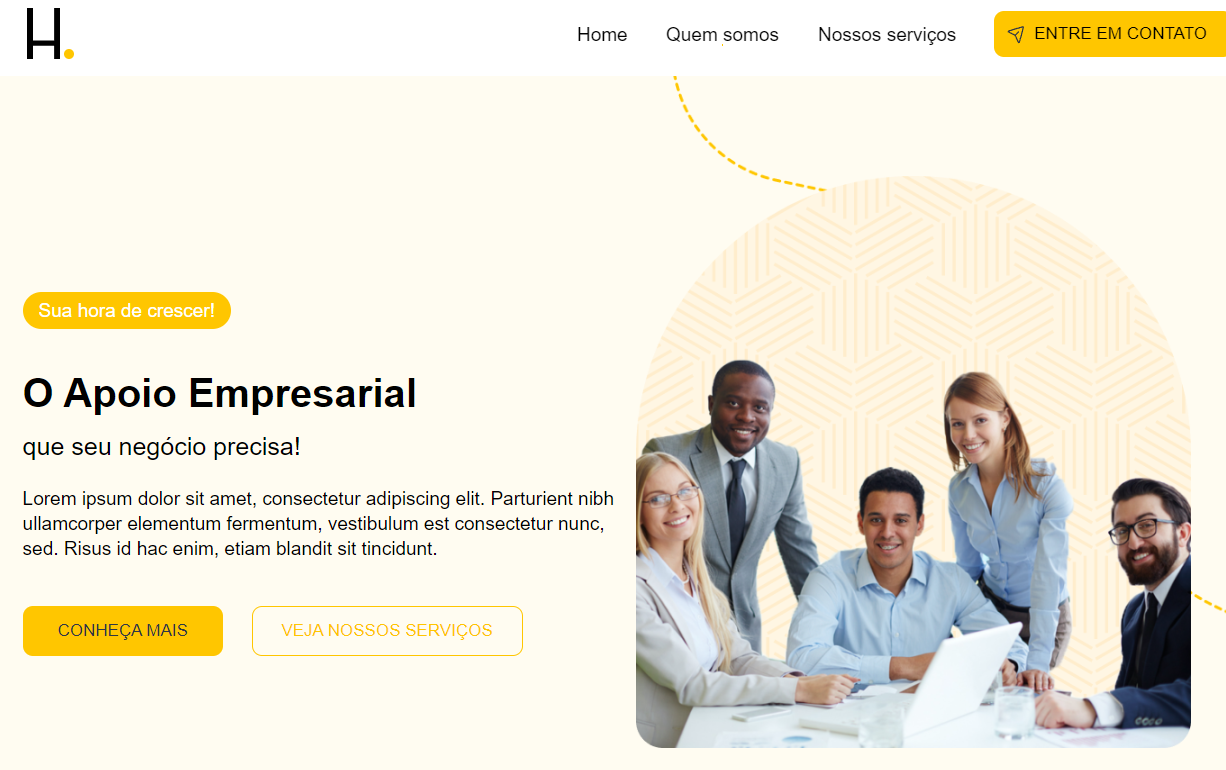 H.
Home
Quem somos
Nossos serviços
ENTRE EM CONTATO
Sua hora de crescer!
O Apoio Empresarial
que seu negócio precisa!
Lorem ipsum dolor sit amet, consectetur adipiscing elit. Parturient nibh
ullamcorper elementum fermentum, vestibulum est consectetur nunc,
sed. Risus id hac enim, etiam blandit sit tincidunt.
CONHEÇA MAIS
VEJA NOSSOS SERVIÇOS